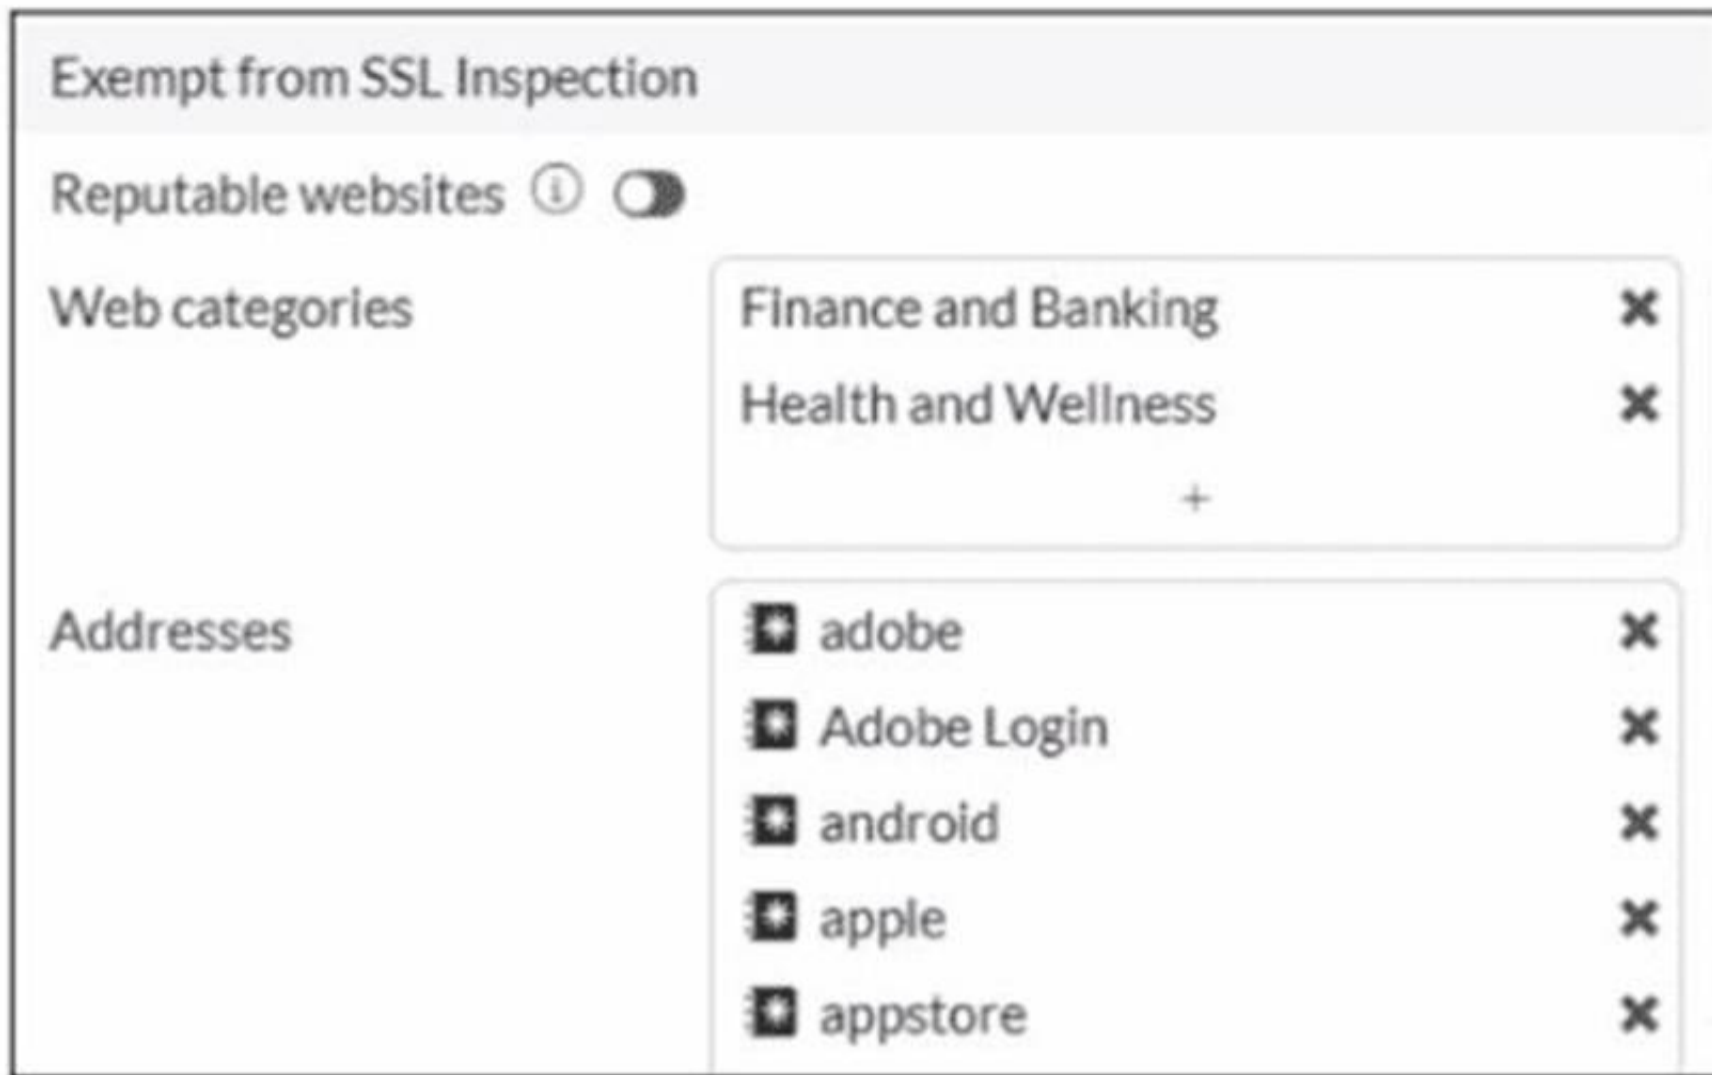 Exempt from SSL Inspection
Reputable websites
Web categories
Finance and Banking
Health and Wellness
Addresses
adobe
Adobe Login
android
apple
appstore